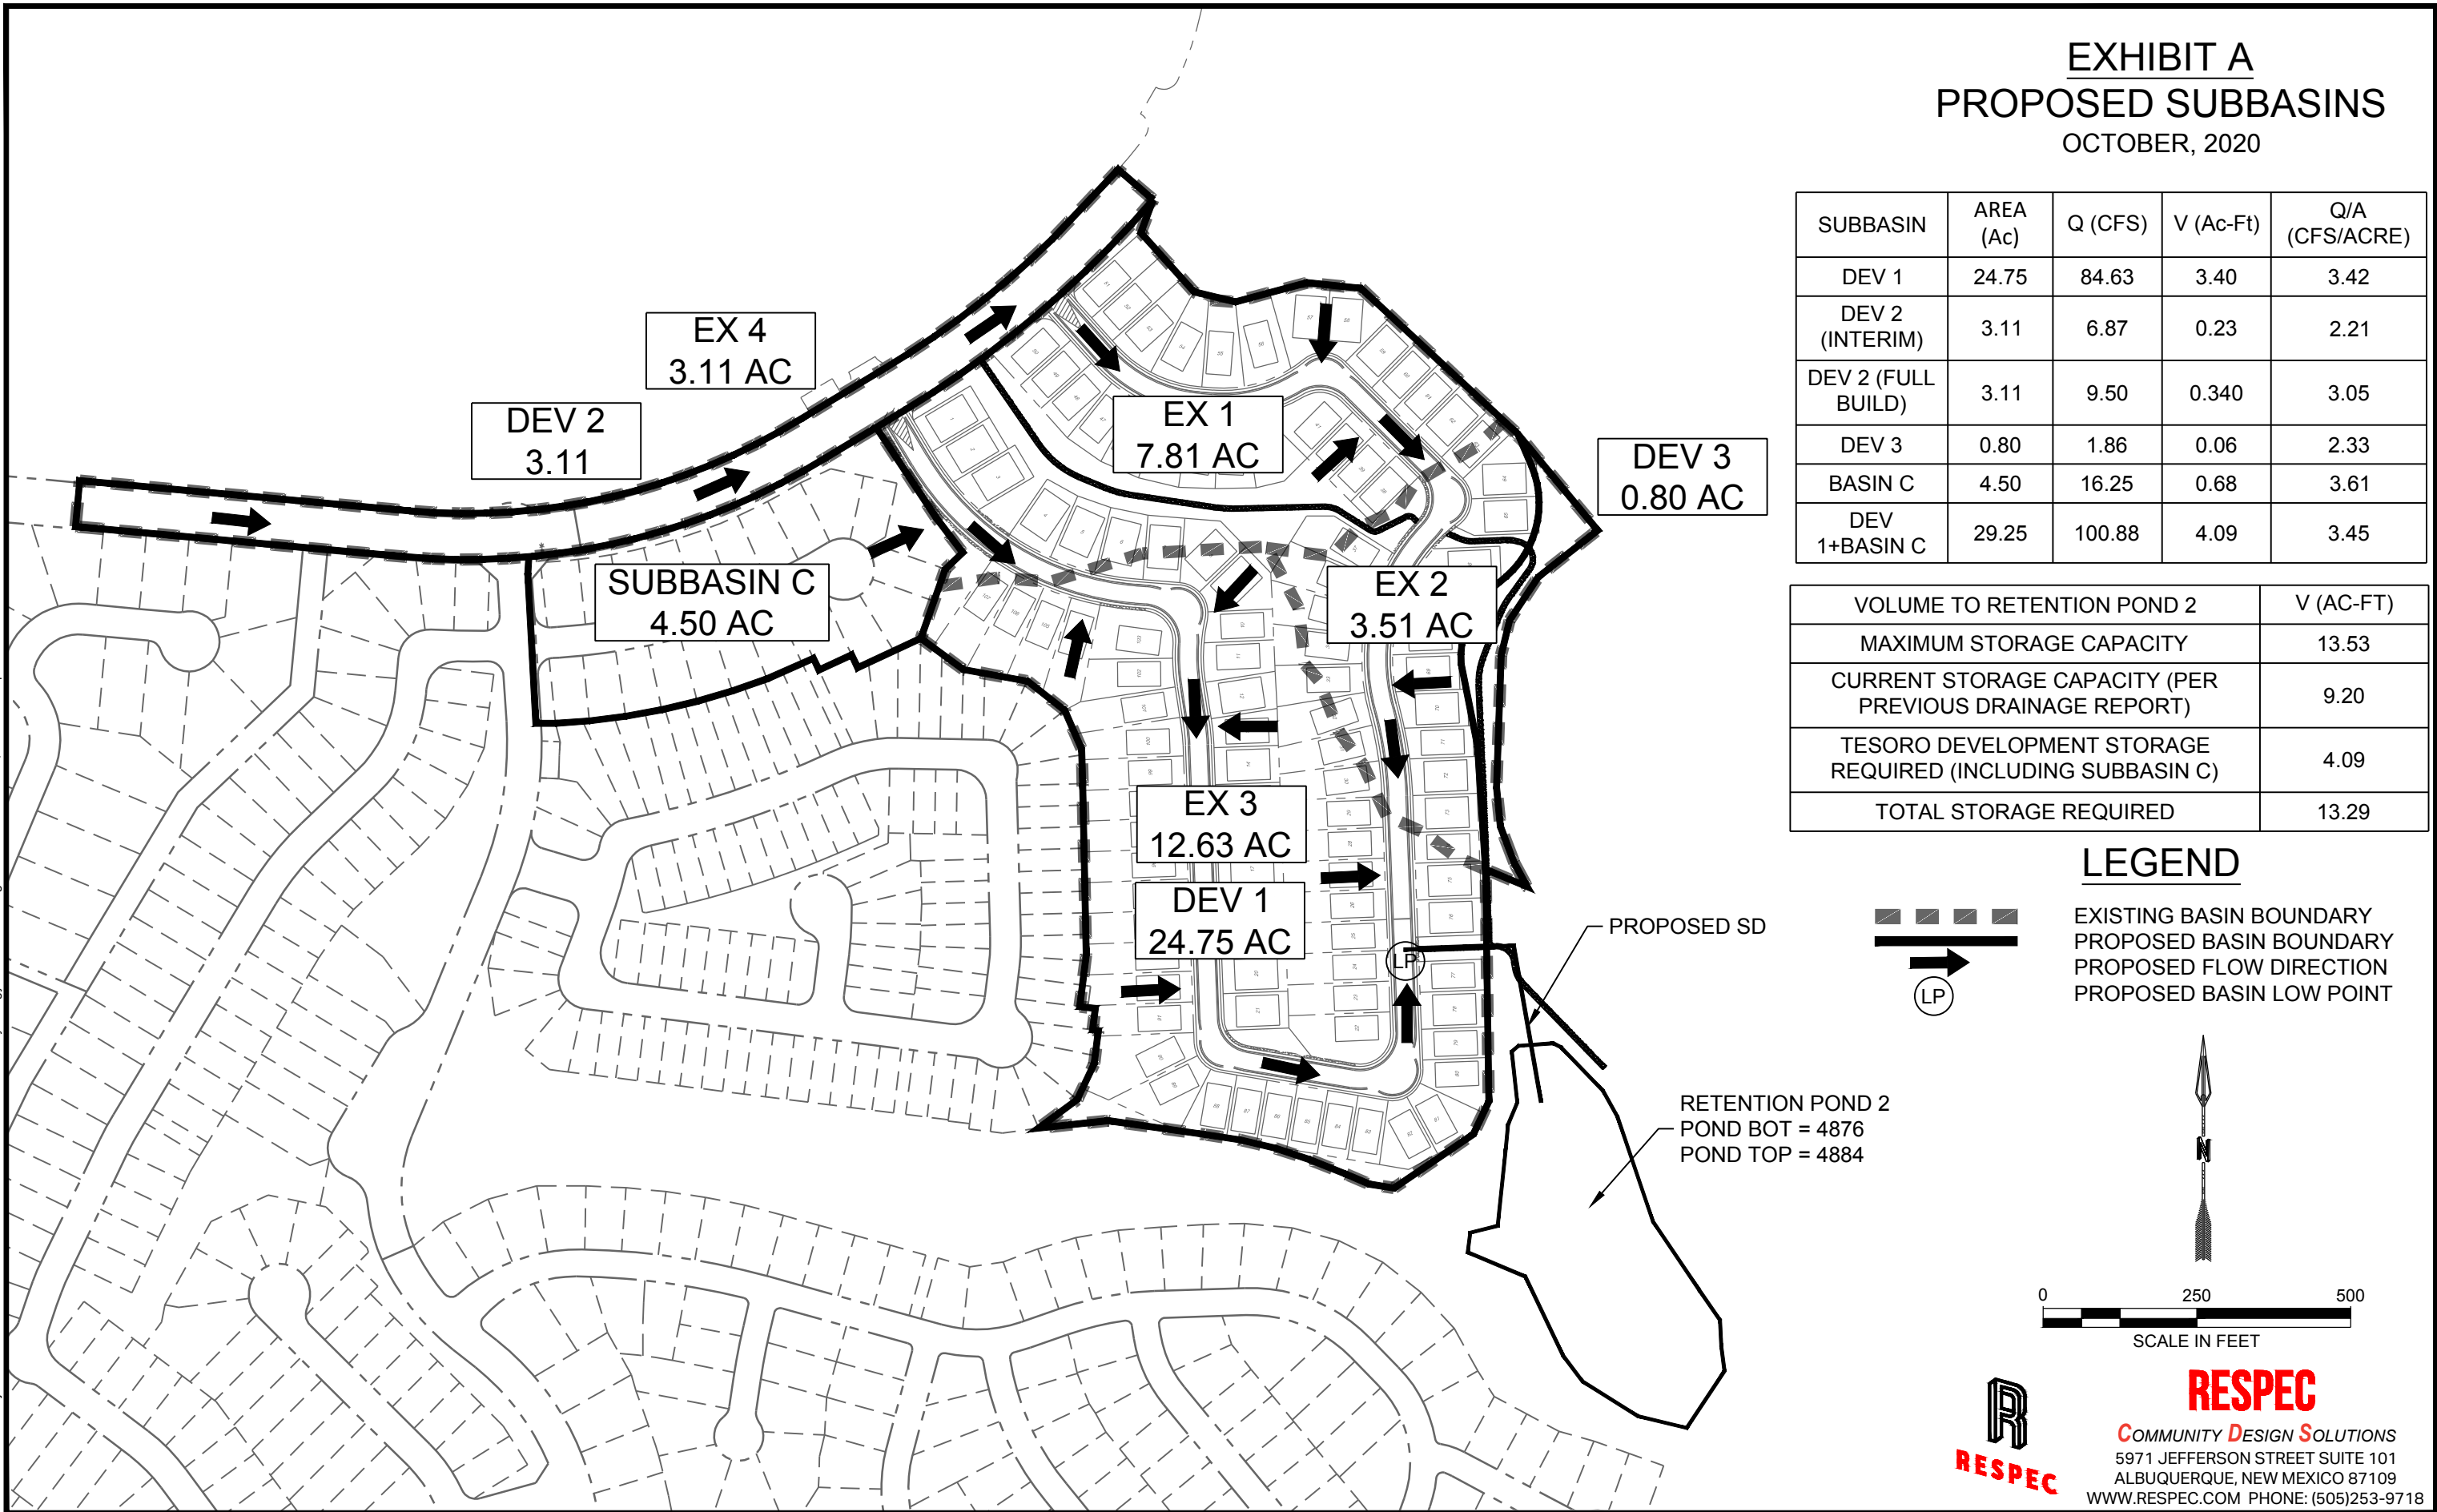 EXHIBIT A
PROPOSED SUBBASINS
OCTOBER, 2020
SUBBASIN AREA (Ac) Q (CFS) V (Ac-Ft) Q/A (CFS/ACRE)
DEV 1 24.75 84.63 3.40 3.42
DEV 2 (INTERIM) 3.11 6.87 0.23 2.21
DEV 2 (FULL BUILD) 3.11 9.50 0.340 3.05
DEV 3 0.80 1.86 0.06 2.33
BASIN C 4.50 16.25 0.68 3.61
DEV 1+BASIN C 29.25 100.88 4.09 3.45
VOLUME TO RETENTION POND 2 V (AC-FT)
MAXIMUM STORAGE CAPACITY 13.53
CURRENT STORAGE CAPACITY (PER PREVIOUS DRAINAGE REPORT) 9.20
TESORO DEVELOPMENT STORAGE REQUIRED (INCLUDING SUBBASIN C) 4.09
TOTAL STORAGE REQUIRED 13.29
LEGEND
EXISTING BASIN BOUNDARY
PROPOSED BASIN BOUNDARY
PROPOSED FLOW DIRECTION
LP PROPOSED BASIN LOW POINT
EX 4
3.11 AC
DEV 2
3.11
EX 1
7.81 AC
DEV 3
0.80 AC
SUBBASIN C
4.50 AC
EX 2
3.51 AC
EX 3
12.63 AC
DEV 1
24.75 AC
LP
PROPOSED SD
RETENTION POND 2
POND BOT = 4876
POND TOP = 4884
N
0 250 500
SCALE IN FEET
R
RESPEC
RESPEC
COMMUNITY DESIGN SOLUTIONS
5971 JEFFERSON STREET SUITE 101
ALBUQUERQUE, NEW MEXICO 87109
WWW.RESPEC.COM PHONE: (505)253-9718